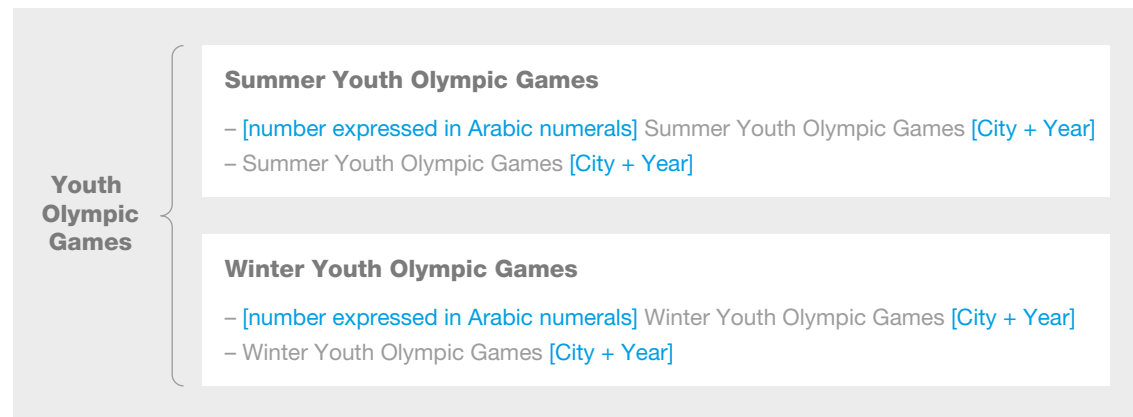 Youth
Olympic
Games
Summer Youth Olympic Games
– [number expressed in Arabic numerals] Summer Youth Olympic Games [City + Year]
– Summer Youth Olympic Games [City + Year]
Winter Youth Olympic Games
– [number expressed in Arabic numerals] Winter Youth Olympic Games [City + Year]
– Winter Youth Olympic Games [City + Year]